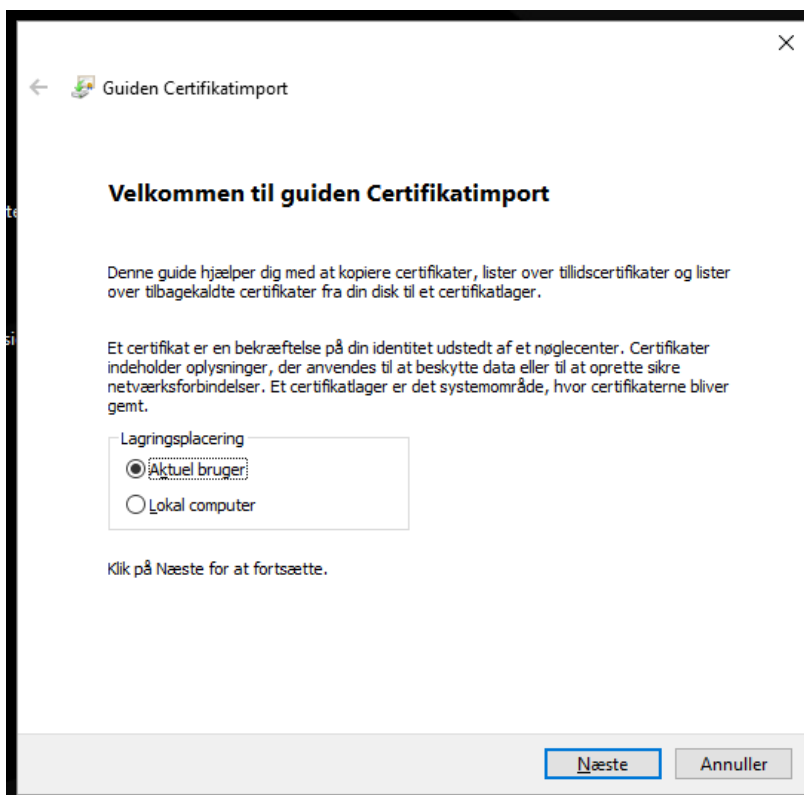 Guiden Certifikatimport
Velkommen til guiden Certifikatimport
Denne guide hjælper dig med at kopiere certifikater, lister over tillidscertifikater og lister
over tilbagekaldte certifikater fra din disk til et certifikatlager.
Et certifikat er en bekræftelse på din identitet udstedt af et nøglecenter. Certifikater
indeholder oplysninger, der anvendes til at beskytte data eller til at oprette sikre
netværksforbindelser. Et certifikatlager er det systemområde, hvor certifikaterne bliver
gemt.
Lagringsplacering
Aktuel bruger
Lokal computer
Klik på Næste for at fortsætte.
Næste
Annuller